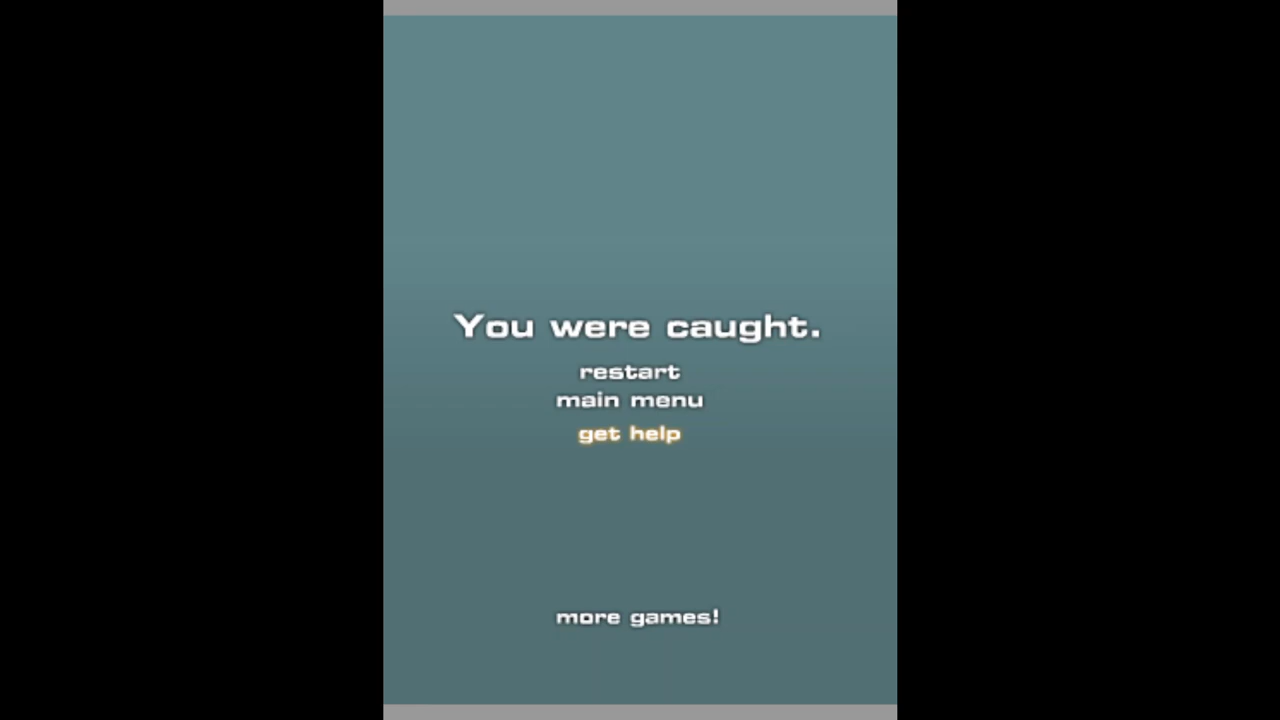 You were caught.
restart
main menu
get help
more games!